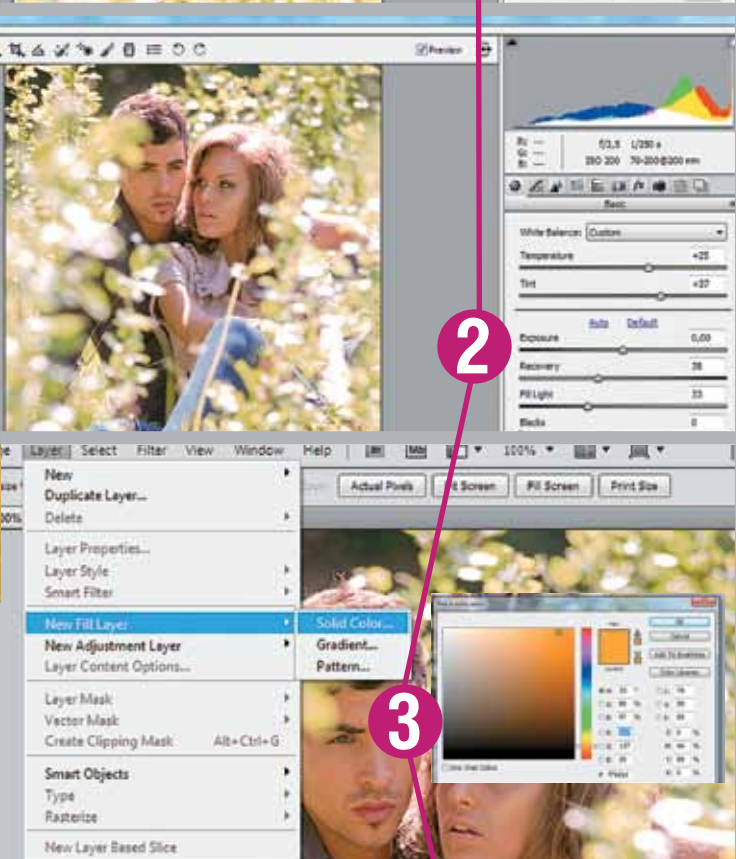 Preview
f/3,5 1/250 s
ISO 200 70-200@200 mm
Basic
White Balance: Custom
Temperature +25
Tint +37
Auto Default
Exposure 0,00
Recovery 38
Fill Light 33
Blacks 0
2
Layer Select Filter View Window Help 100%
Actual Pixels Fit Screen Fill Screen Print Size
New
Duplicate Layer...
Delete
Layer Properties...
Layer Style
Smart Filter
New Fill Layer
Solid Color...
New Adjustment Layer
Gradient...
Layer Content Options...
Pattern...
Layer Mask
Vector Mask
Create Clipping Mask Alt+Ctrl+G
3
Smart Objects
Type
Rasterize
New Layer Based Slice